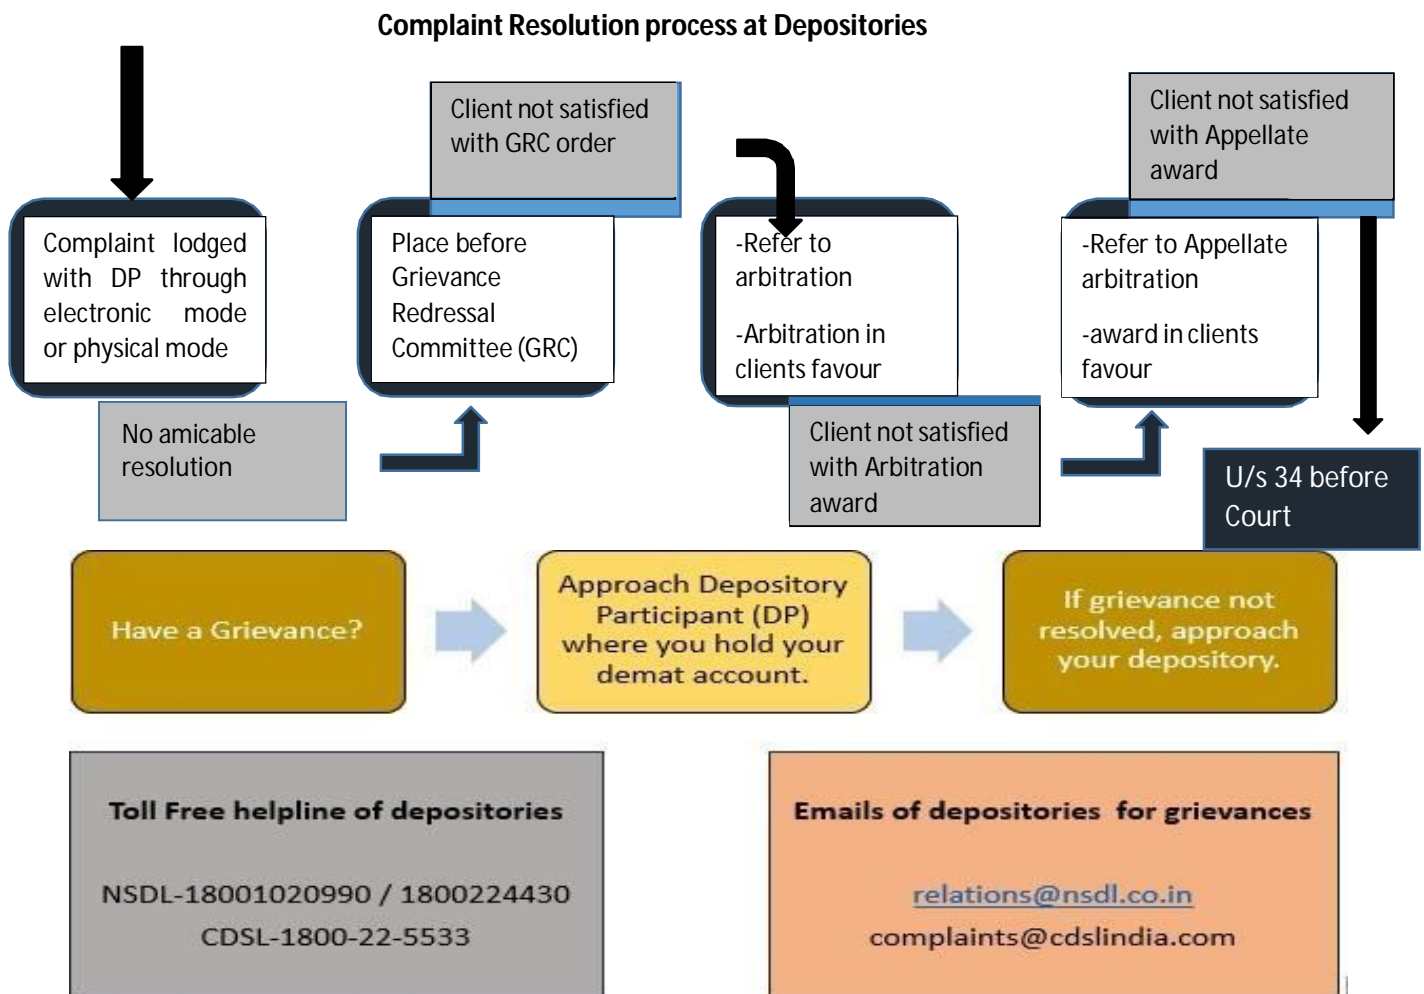 Complaint Resolution process at Depositories
Client not satisfied
with GRC order
Client not satisfied
with Appellate
award
Complaint lodged
with DP through
electronic mode
or physical mode
Place before
Grievance
Redressal
Committee (GRC)
-Refer to
arbitration
-Arbitration in
clients favour
-Refer to Appellate
arbitration
-award in clients
favour
No amicable
resolution
Client not satisfied
with Arbitration
award
U/s 34 before
Court
Have a Grievance?
Approach Depository
Participant (DP)
where you hold your
demat account.
If grievance not
resolved, approach
your depository.
Toll Free helpline of depositories
NSDL-18001020990 / 1800224430
CDSL-1800-22-5533
Emails of depositories for grievances
relations@nsdl.co.in
complaints@cdslindia.com